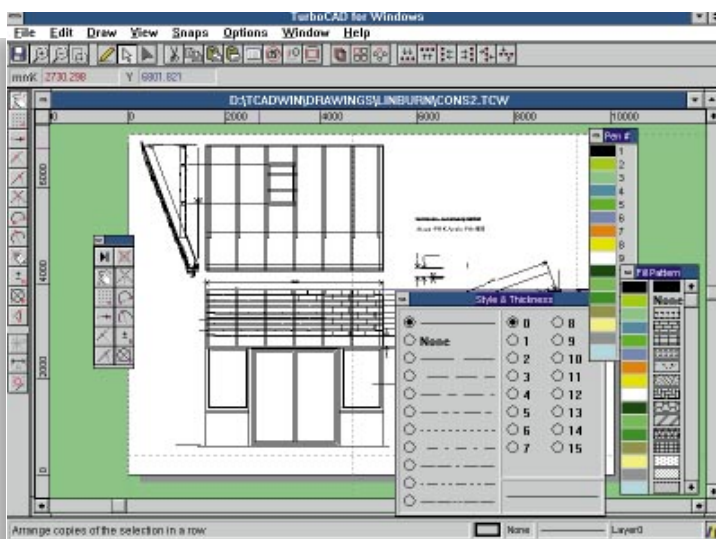 TurboCAD for Windows
File Edit Draw View Snaps Options Window Help
mmK 2730.298 Y 6801.821
D:\TCADWIN\DRAWINGS\LINBURN\CONS2.TCW
0 0 2000 4000 6000 8000 10000
6000
4000
2000
0
Pen #
1
2
3
4
5
6
7
8
9
Fill Pattern
None
Style & Thickness
0 8
None 1 9
2 10
3 11
4 12
5 13
6 14
7 15
Arrange copies of the selection in a row
None Layer0